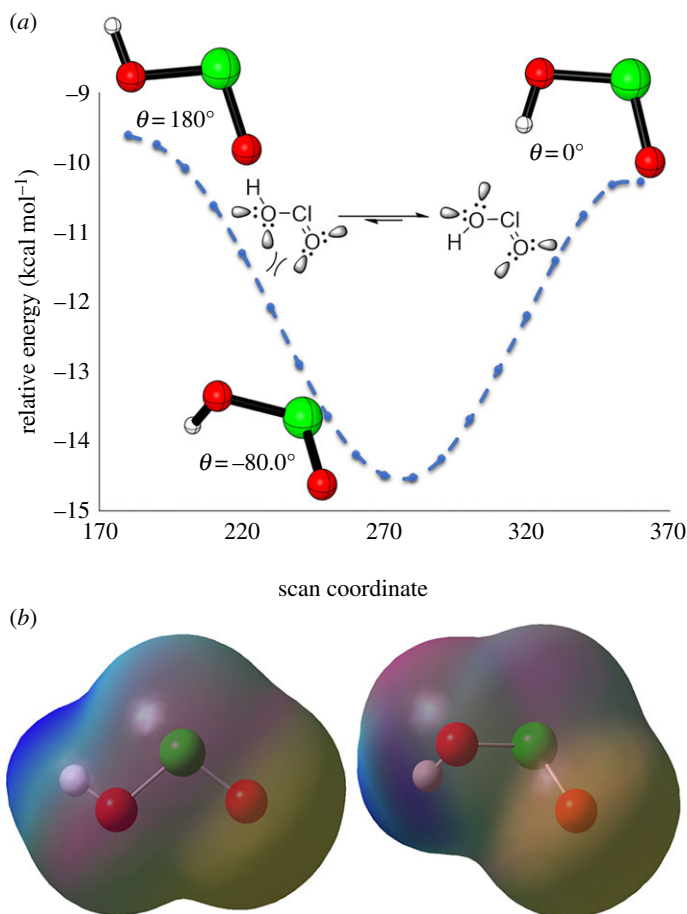 (a)
−9
θ = 180°
θ = 0°
−10
H
O Cl
O
O Cl
H
O
−11
relative energy (kcal mol−1)
−12
−13
θ = −80.0°
−14
−15
170 220 270 320 370
scan coordinate
(b)